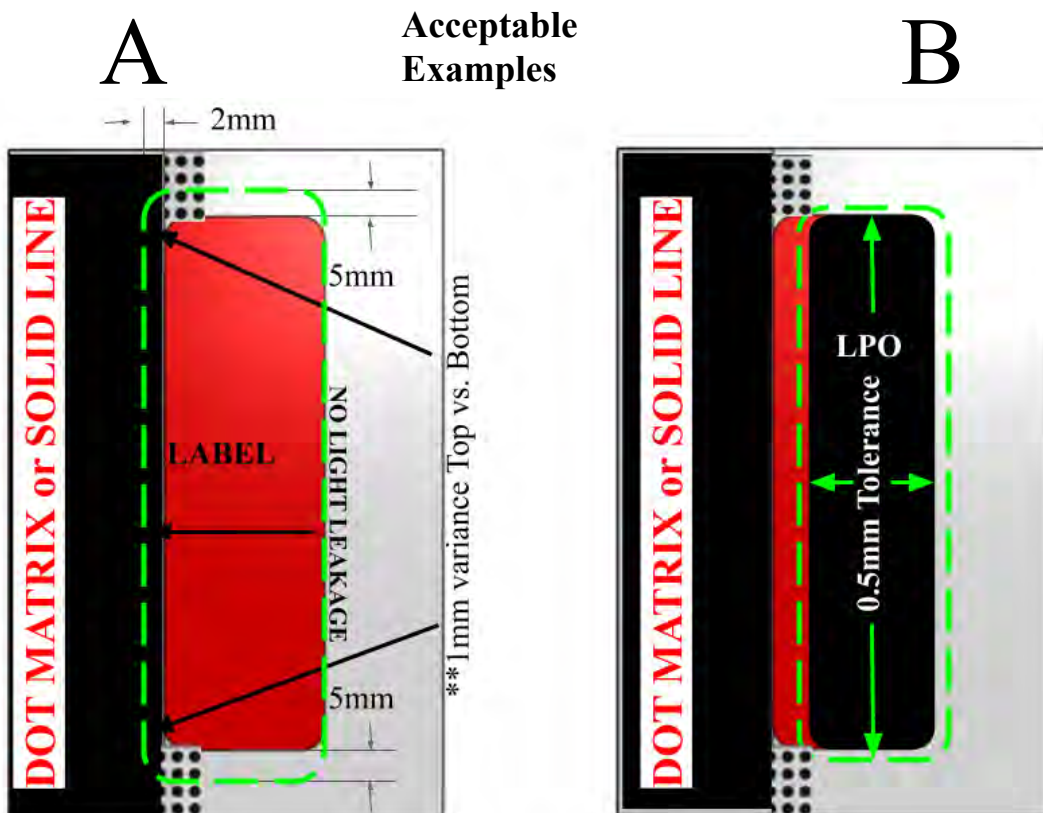 A
Acceptable
Examples
B
2mm
DOT MATRIX or SOLID LINE
5mm
LABEL
NO LIGHT LEAKAGE
**1mm variance Top vs. Bottom
5mm
DOT MATRIX or SOLID LINE
LPO
0.5mm Tolerance